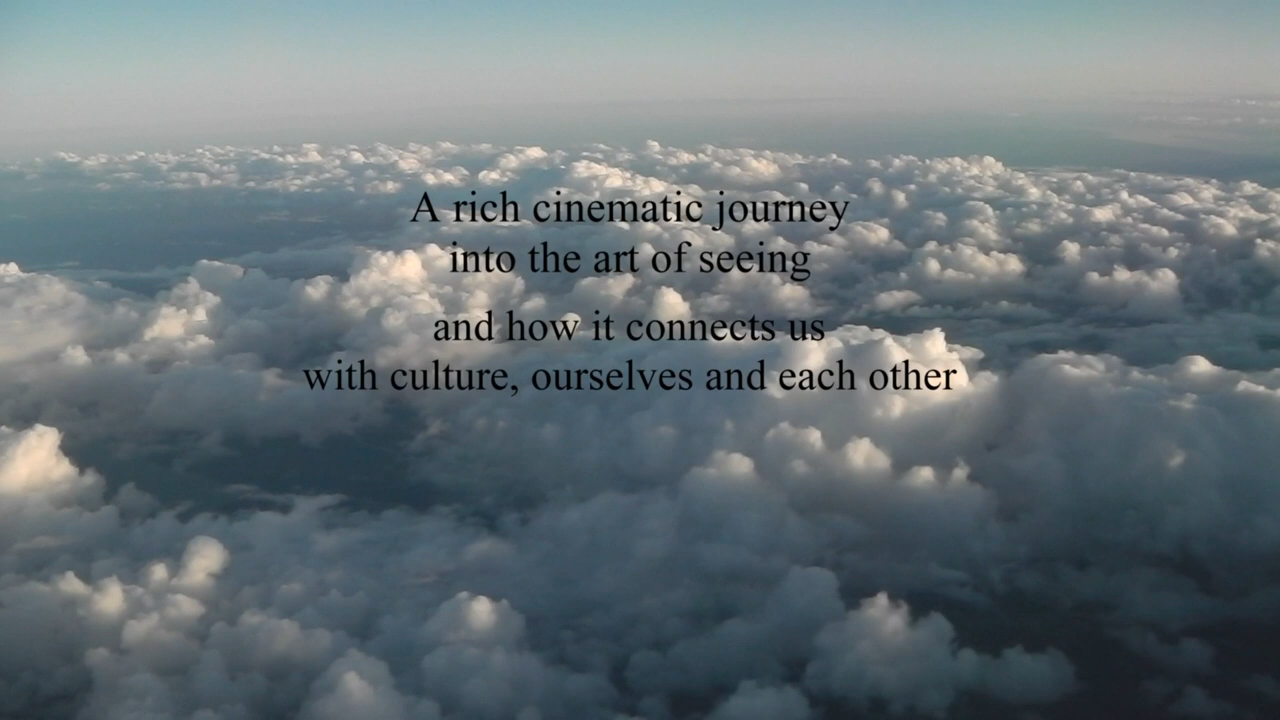 A rich cinematic journey
into the art of seeing
and how it connects us
with culture, ourselves and each other